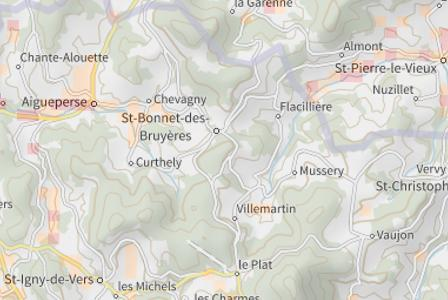 la Garenne
Almont
Chante-Alouette
St-Pierre-le-Vieux
Nuzillet
Aigueperse
Chevagny
Flacillière
St-Bonnet-des-
Bruyères
Curthely
Mussery
Vervy
St-Christoph
ers
Villemartin
Vaujon
le Plat
St-Igny-de-Vers
les Michels
les Charmes